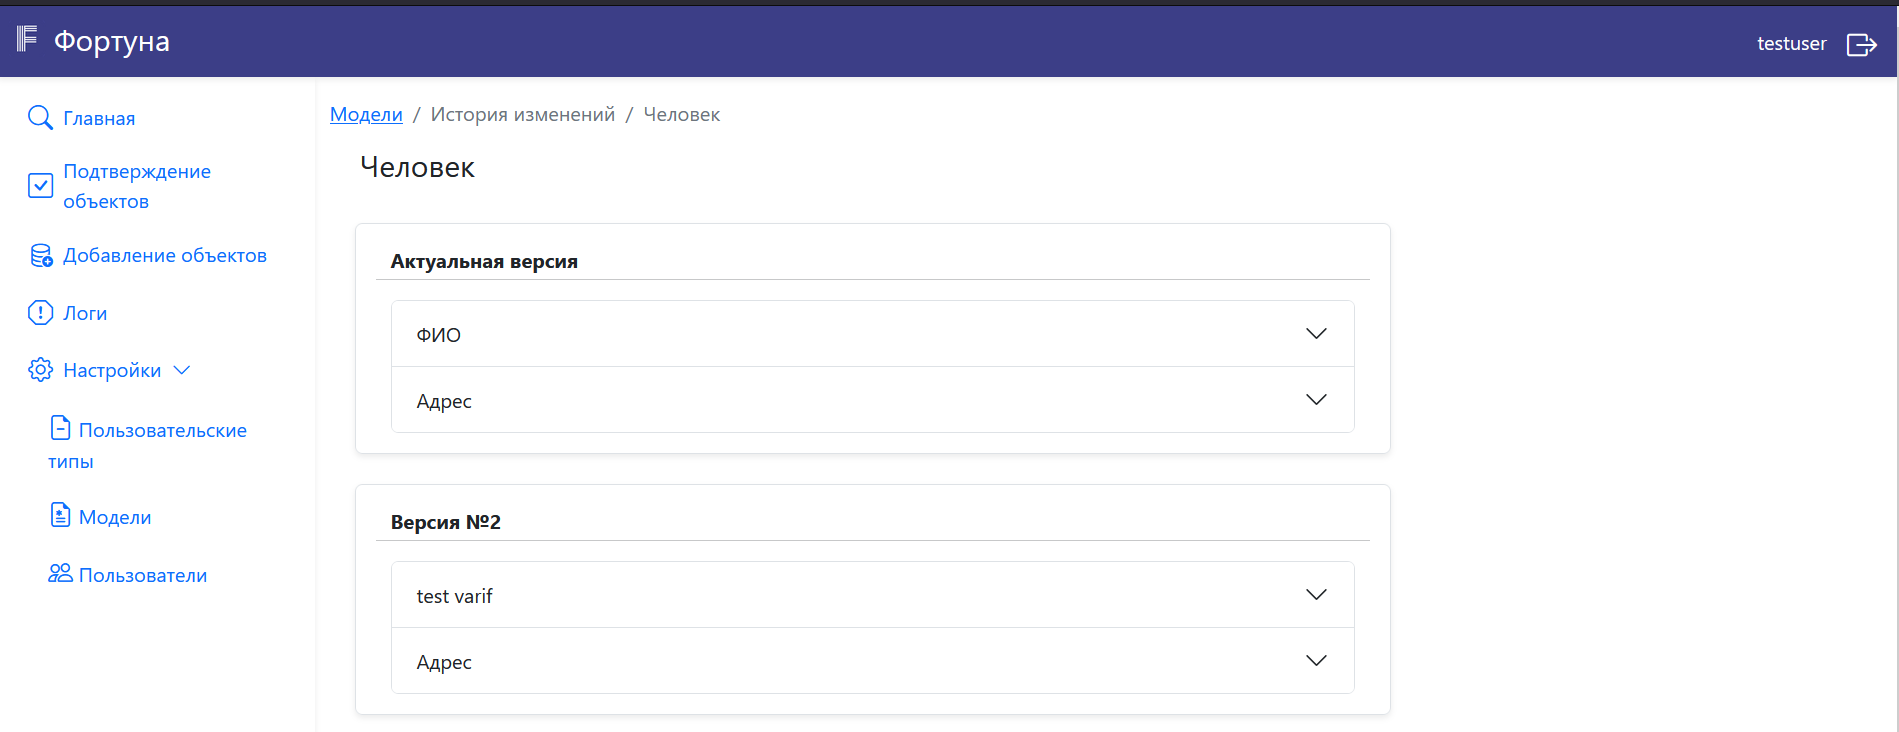 Фортуна
testuser
Главная
Подтверждение
объектов
Добавление объектов
Логи
Настройки
Пользовательские
типы
Модели
Пользователи
Модели / История изменений / Человек
Человек
Актуальная версия
ФИО
Адрес
Версия №2
test varif
Адрес